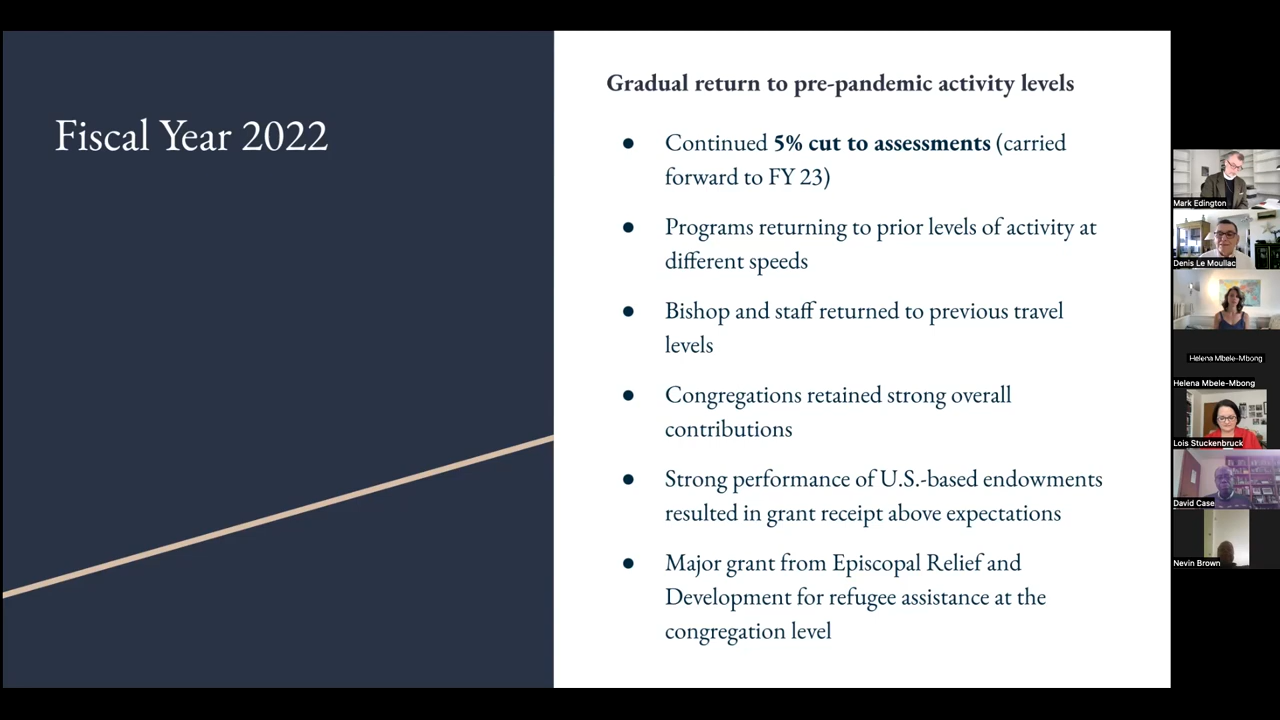 Fiscal Year 2022
Gradual return to pre-pandemic activity levels
● Continued 5% cut to assessments (carried
forward to FY 23)
● Programs returning to prior levels of activity at
different speeds
● Bishop and staff returned to previous travel
levels
● Congregations retained strong overall
contributions
● Strong performance of U.S.-based endowments
resulted in grant receipt above expectations
● Major grant from Episcopal Relief and
Development for refugee assistance at the
congregation level
Mark Edington
Denis Le Moullac
Helena Mbele-Mbong
Helena Mbele-Mbong
Lois Stuckenbruck
David Case
Nevin Brown